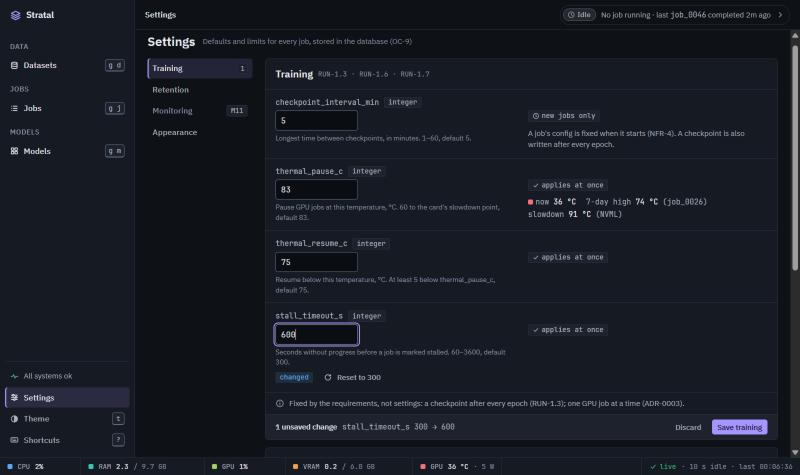 Stratal
Settings
Idle
No job running · last job_0046 completed 2m ago
DATA
Datasets
g d
JOBS
Jobs
g j
MODELS
Models
g m
All systems ok
Settings
Theme
t
Shortcuts
?
Settings
Defaults and limits for every job, stored in the database (OC-9)
Training
1
Retention
Monitoring
M11
Appearance
Training
RUN-1.3 · RUN-1.6 · RUN-1.7
checkpoint_interval_min
integer
5
Longest time between checkpoints, in minutes. 1–60, default 5.
new jobs only
A job's config is fixed when it starts (NFR-4). A checkpoint is also
written after every epoch.
thermal_pause_c
integer
83
Pause GPU jobs at this temperature, °C. 60 to the card's slowdown point,
default 83.
applies at once
now 36 °C 7-day high 74 °C (job_0026)
slowdown 91 °C (NVML)
thermal_resume_c
integer
75
Resume below this temperature, °C. At least 5 below thermal_pause_c,
default 75.
applies at once
stall_timeout_s
integer
600
Seconds without progress before a job is marked stalled. 60–3600, default
300.
changed
Reset to 300
applies at once
Fixed by the requirements, not settings: a checkpoint after every epoch (RUN-1.3); one GPU job at a time (ADR-0003).
1 unsaved change stall_timeout_s 300 → 600
Discard
Save training
CPU 2%
RAM 2.3 / 9.7 GB
GPU 1%
VRAM 0.2 / 6.0 GB
GPU 36 °C · 5 W
live · 10 s idle · last 00:06:36